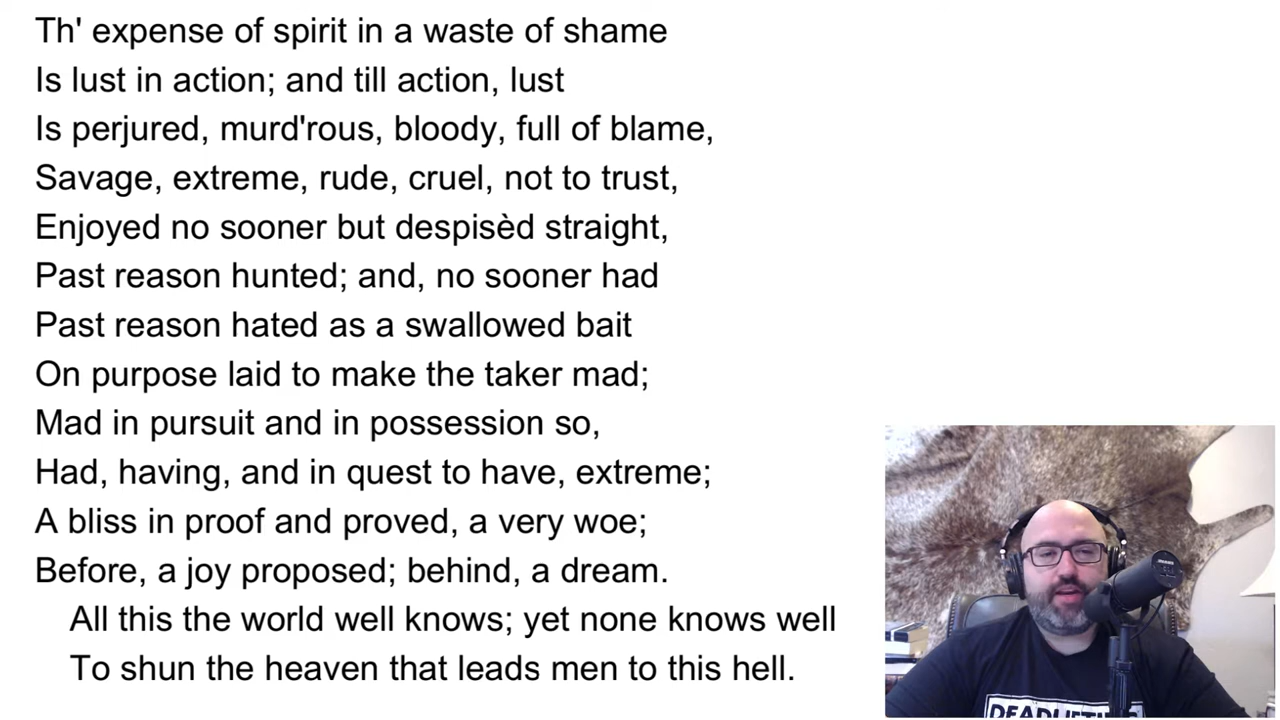 Th' expense of spirit in a waste of shame
Is lust in action; and till action, lust
Is perjured, murd'rous, bloody, full of blame,
Savage, extreme, rude, cruel, not to trust,
Enjoyed no sooner but despisèd straight,
Past reason hunted; and, no sooner had
Past reason hated as a swallowed bait
On purpose laid to make the taker mad;
Mad in pursuit and in possession so,
Had, having, and in quest to have, extreme;
A bliss in proof and proved, a very woe;
Before, a joy proposed; behind, a dream.
All this the world well knows; yet none knows well
To shun the heaven that leads men to this hell.